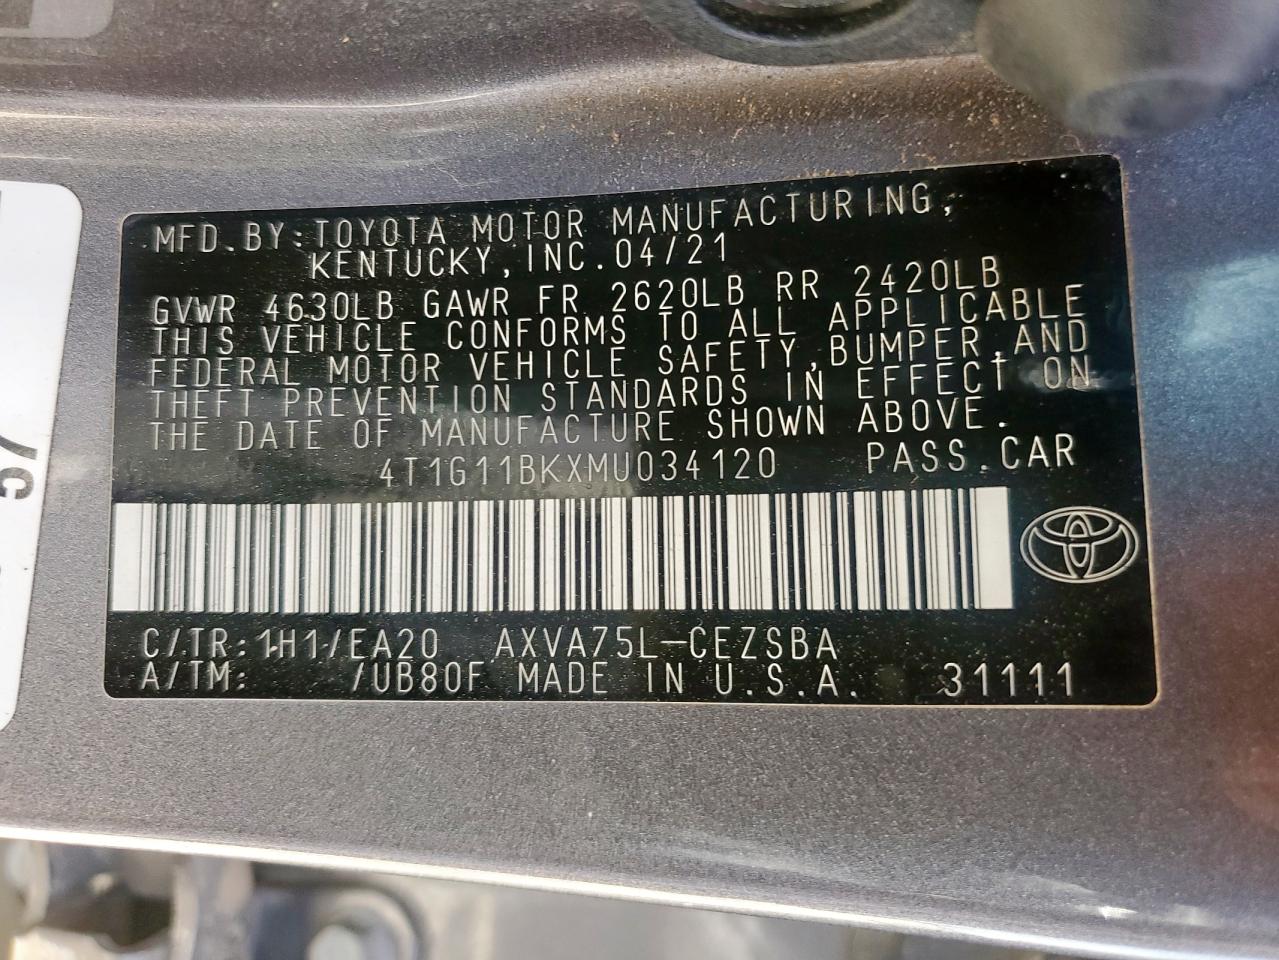 MFD.BY:TOYOTA MOTOR MANUFACTURING,
KENTUCKY,INC.04/21
GVWR 4630LB GAWR FR 2620LB RR 2420LB
THIS VEHICLE CONFORMS TO ALL APPLICABLE
FEDERAL MOTOR VEHICLE SAFETY,BUMPER,AND
THEFT PREVENTION STANDARDS IN EFFECT ON
THE DATE OF MANUFACTURE SHOWN ABOVE.
4T1G11BKXMU034120 PASS.CAR
C/TR:1H1/EA20 AXVA75L-CEZSBA
A/TM: /UB80F MADE IN U.S.A. 31111